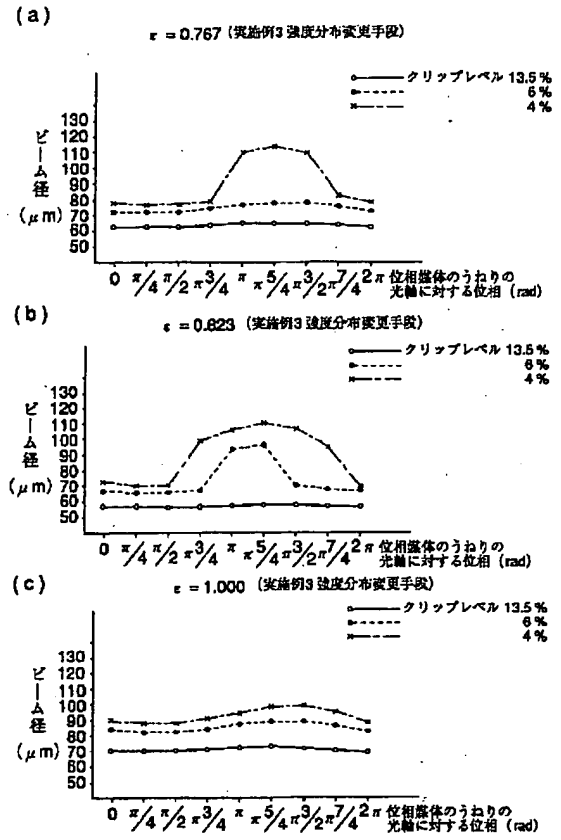 (a)
ε = 0.767 (実施例3 強度分布変更手段)
クリップレベル 13.5%
6%
4%
130
120
110
100
90
80
70
60
50
ビーム径
(μm)
0 π/4 π/2 π3/4 π π5/4 π3/2 π7/4 2π
位相媒体のうねりの
光軸に対する位相 (rad)
(b)
ε = 0.823 (実施例3 強度分布変更手段)
クリップレベル 13.5%
6%
4%
130
120
110
100
90
80
70
60
50
ビーム径
(μm)
0 π/4 π/2 π3/4 π π5/4 π3/2 π7/4 2π
位相媒体のうねりの
光軸に対する位相 (rad)
(c)
ε = 1.000 (実施例3 強度分布変更手段)
クリップレベル 13.5%
6%
4%
130
120
110
100
90
80
70
60
50
ビーム径
(μm)
0 π/4 π/2 π3/4 π π5/4 π3/2 π7/4 2π
位相媒体のうねりの
光軸に対する位相 (rad)